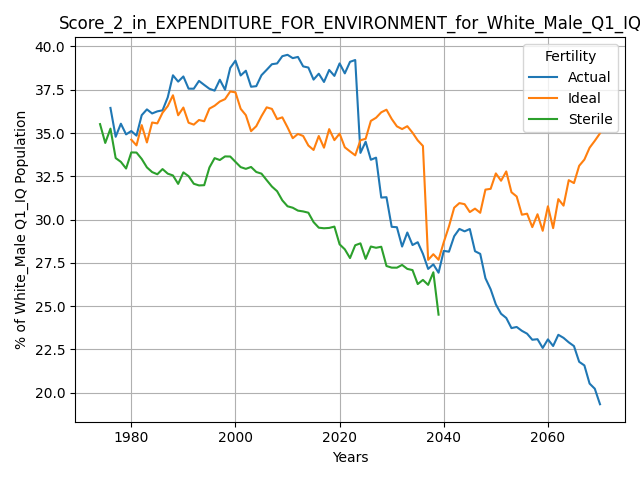 Score_2_in_EXPENDITURE_FOR_ENVIRONMENT_for_White_Male_Q1_IQ
% of White_Male Q1_IQ Population
40.0
37.5
35.0
32.5
30.0
27.5
25.0
22.5
20.0
Fertility
Actual
Ideal
Sterile
1980
2000
2020
2040
2060
Years